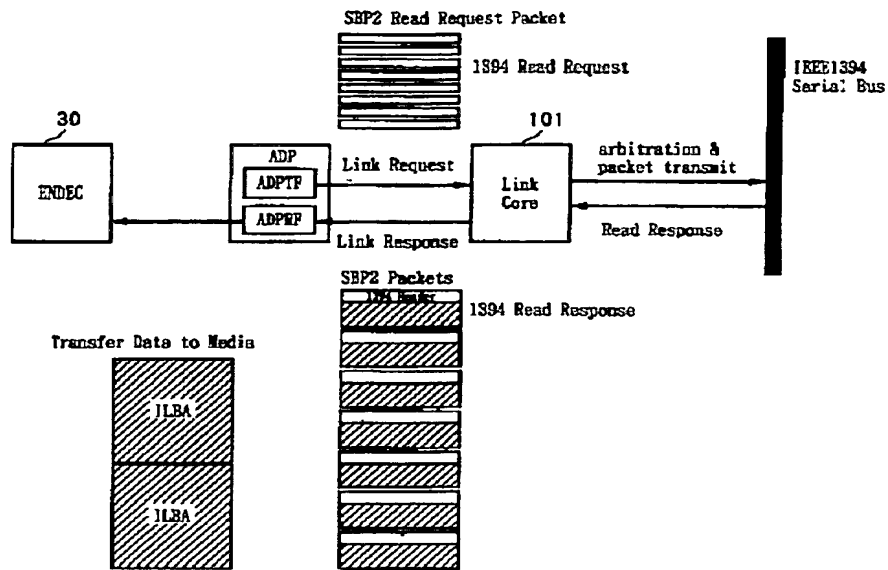 SBP2 Read Request Packet
1394 Read Request
IEEE1394
Serial Bus
30
ENDEC
ADP
ADPTF
ADPRF
Link Request
Link Response
101
Link
Core
arbitration &
packet transmit
Read Response
SBP2 Packets
1394 Header
1394 Read Response
Transfer Data to Media
1LBA
1LBA